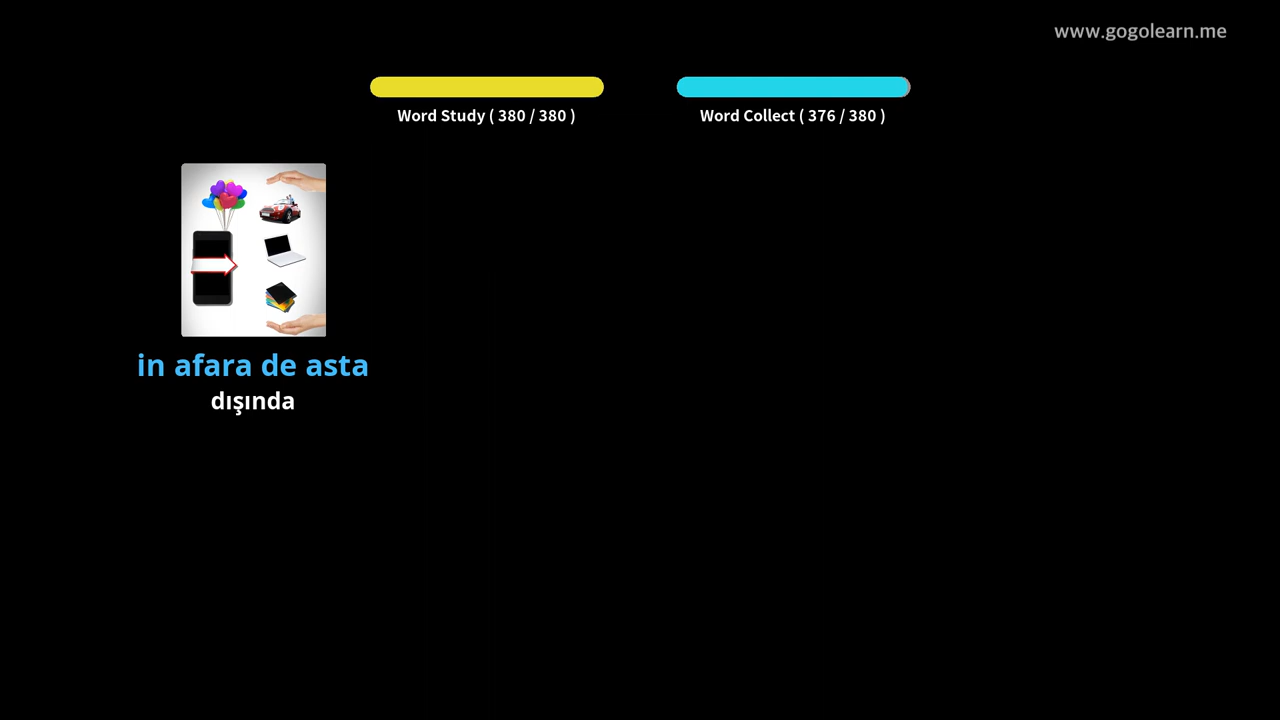 www.gogolearn.me
Word Study ( 380 / 380 )
Word Collect ( 376 / 380 )
in afara de asta
dışında